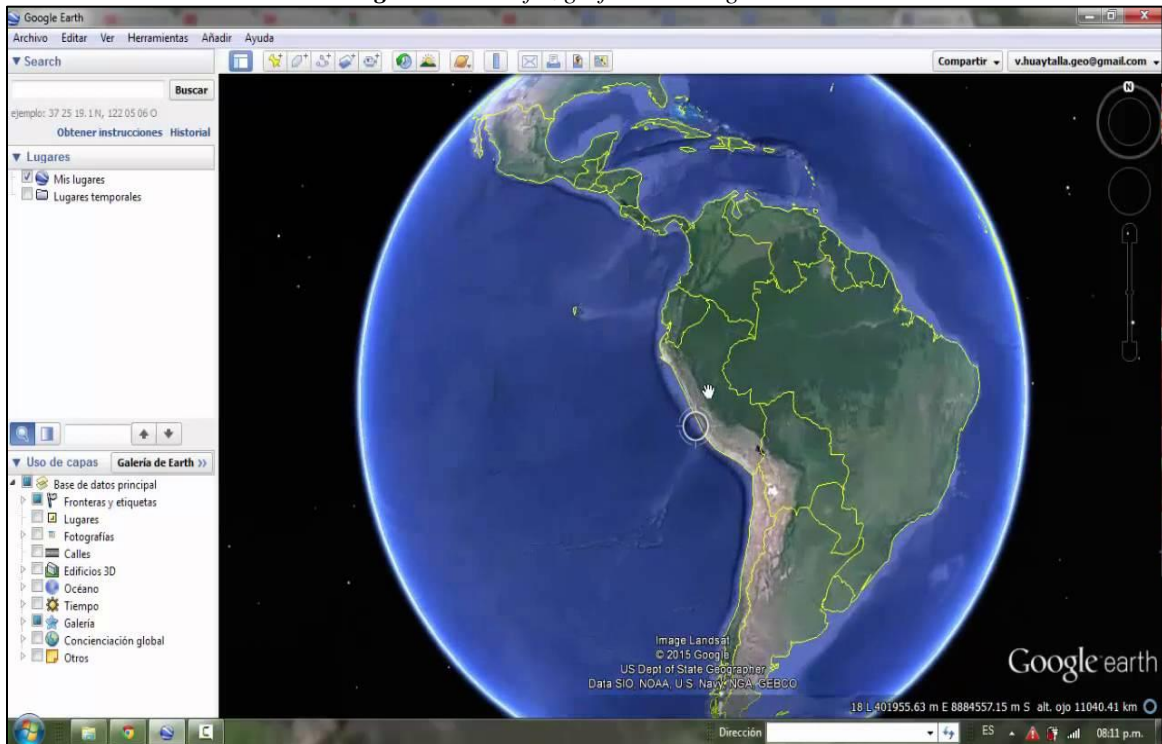 Google Earth
Archivo Editar Ver Herramientas Añadir Ayuda
▼ Search
Buscar
ejemplo: 37 25 19.1 N, 122 05 06 O
Obtener instrucciones Historial
▼ Lugares
Mis lugares
Lugares temporales
Compartir
v.huaytalla.geo@gmail.com
N
▼ Uso de capas Galería de Earth >>
Base de datos principal
Fronteras y etiquetas
Lugares
Fotografías
Calles
Edificios 3D
Océano
Tiempo
Galería
Concienciación global
Otros
Image Landsat
© 2015 Google
US Dept of State Geographer
Data SIO, NOAA, U.S. Navy, NGA, GEBCO
Google earth
18 L 401955.63 m E 8884557.15 m S alt. ojo 11040.41 km
Dirección
ES
08:11 p.m.